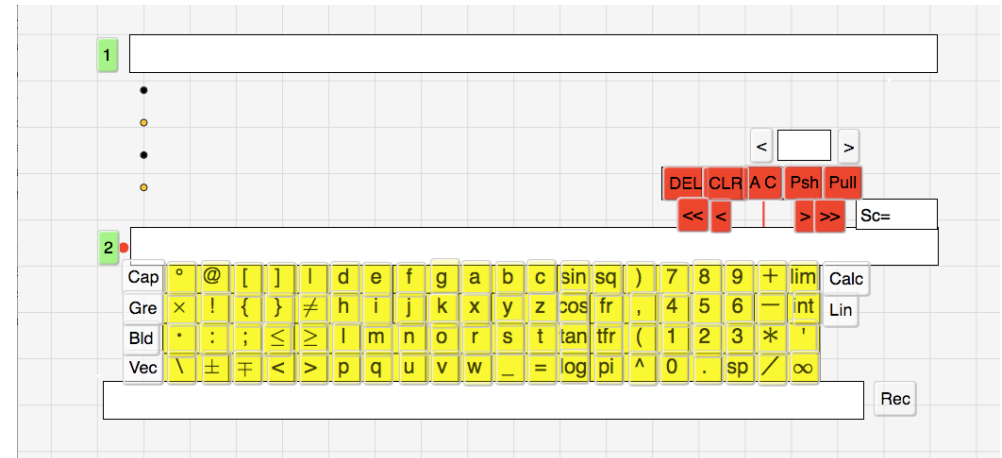 1
< >
DEL CLR A C Psh Pull
<< < > >> Sc=
2
Cap ° @ [ ] | d e f g a b c sin sq ) 7 8 9 + lim Calc
Gre × ! { } ≠ h i j k x y z cos fr , 4 5 6 − int Lin
Bld · : ; ≤ ≥ l m n o r s t tan tfr ( 1 2 3 * '
Vec \ ± ∓ < > p q u v w _ = log pi ^ 0 . sp / ∞
Rec